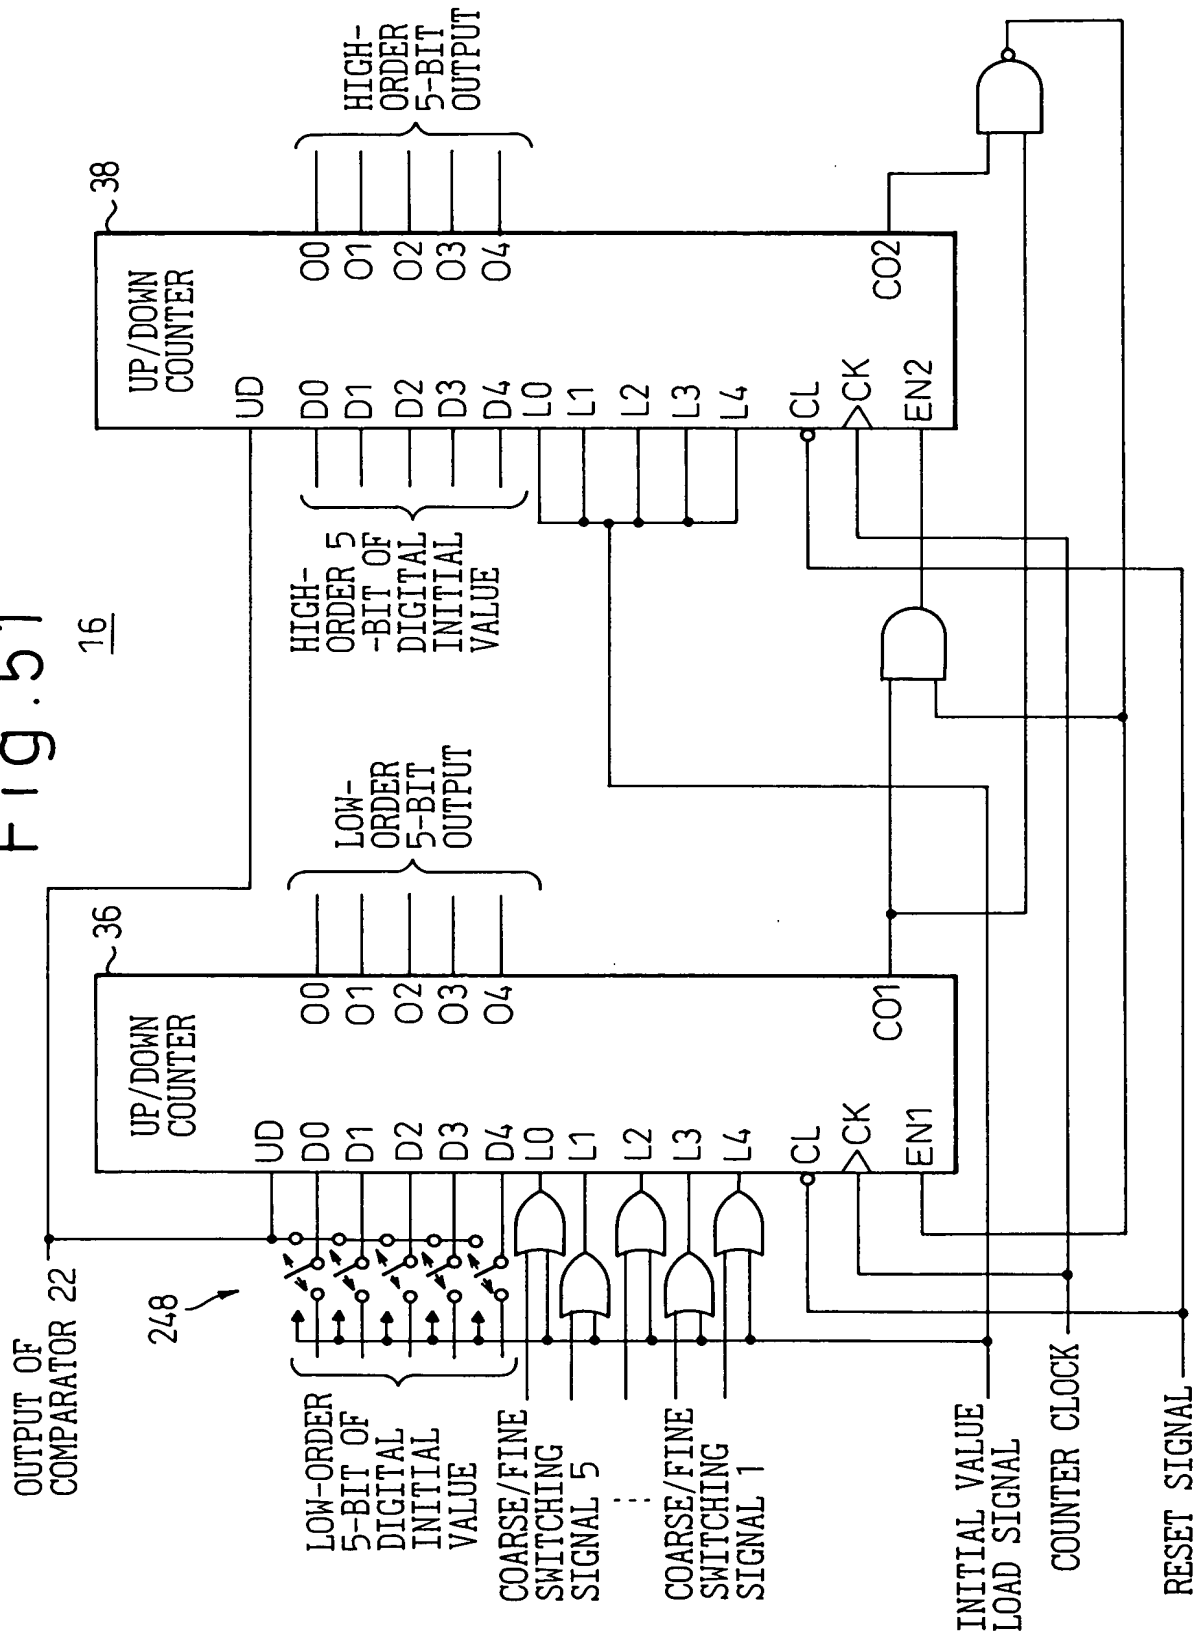 Fig.51
16
OUTPUT OF
COMPARATOR 22
248
LOW-ORDER
5-BIT OF
DIGITAL
INITIAL
VALUE
COARSE/FINE
SWITCHING
SIGNAL 5
COARSE/FINE
SWITCHING
SIGNAL 1
INITIAL VALUE
LOAD SIGNAL
COUNTER CLOCK
RESET SIGNAL
36
UP/DOWN
COUNTER
UD
D0
D1
D2
D3
D4
L0
L1
L2
L3
L4
CL
CK
EN1
O0
O1
O2
O3
O4
CO1
LOW-
ORDER
5-BIT
OUTPUT
HIGH-
ORDER 5
-BIT OF
DIGITAL
INITIAL
VALUE
38
UP/DOWN
COUNTER
UD
D0
D1
D2
D3
D4
L0
L1
L2
L3
L4
CL
CK
EN2
O0
O1
O2
O3
O4
CO2
HIGH-
ORDER
5-BIT
OUTPUT